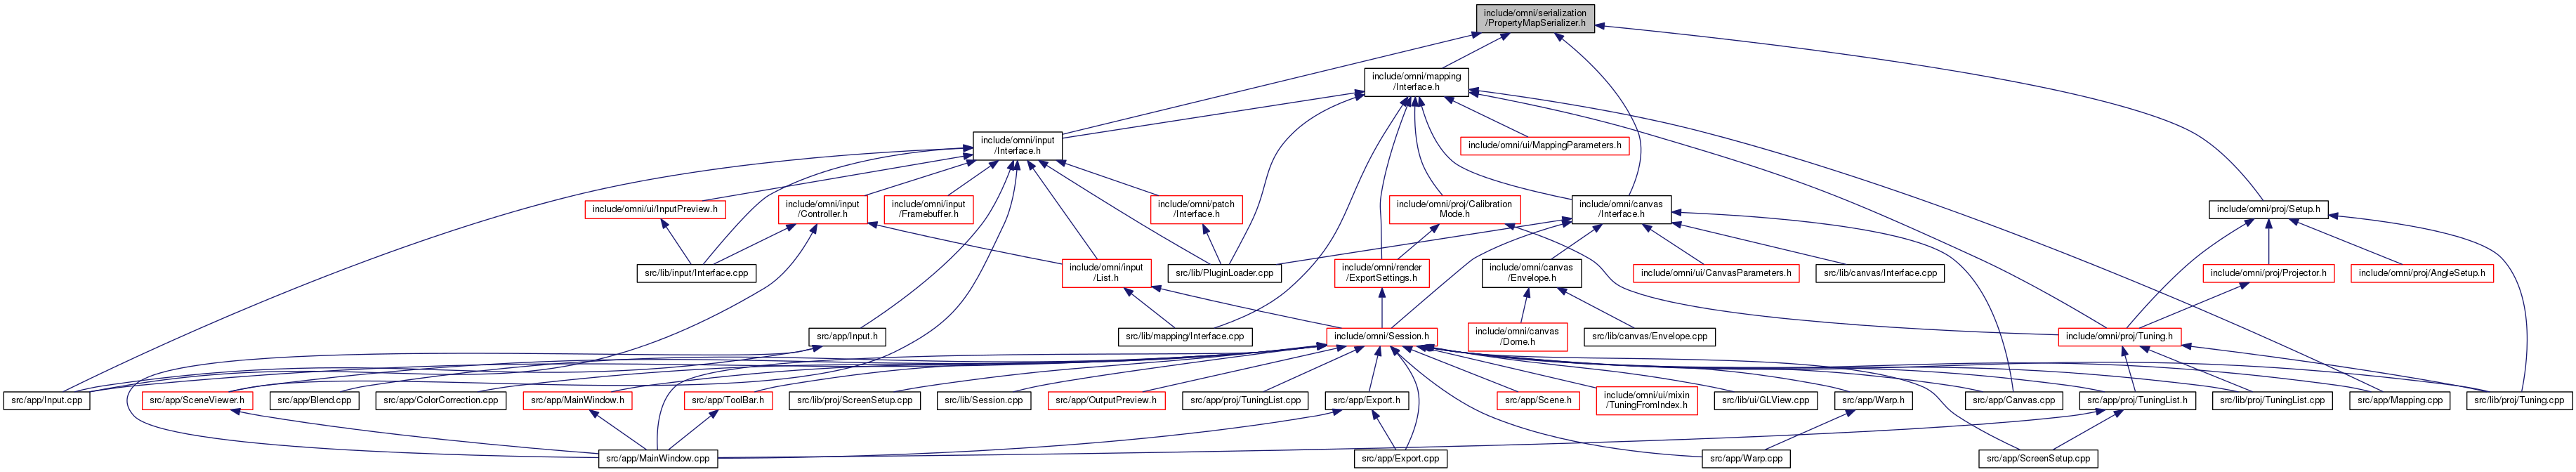 include/omni/serialization
/PropertyMapSerializer.h
include/omni/mapping
/Interface.h
include/omni/input
/Interface.h
include/omni/ui/MappingParameters.h
include/omni/ui/InputPreview.h
include/omni/input
/Controller.h
include/omni/input
/Framebuffer.h
include/omni/patch
/Interface.h
include/omni/proj/Calibration
Mode.h
include/omni/canvas
/Interface.h
include/omni/proj/Setup.h
src/lib/input/Interface.cpp
include/omni/input
/List.h
src/lib/PluginLoader.cpp
include/omni/render
/ExportSettings.h
include/omni/canvas
/Envelope.h
include/omni/ui/CanvasParameters.h
src/lib/canvas/Interface.cpp
include/omni/proj/Projector.h
include/omni/proj/AngleSetup.h
src/app/Input.h
src/lib/mapping/Interface.cpp
include/omni/Session.h
include/omni/canvas
/Dome.h
src/lib/canvas/Envelope.cpp
include/omni/proj/Tuning.h
src/app/Input.cpp
src/app/SceneViewer.h
src/app/Blend.cpp
src/app/ColorCorrection.cpp
src/app/MainWindow.h
src/app/ToolBar.h
src/lib/proj/ScreenSetup.cpp
src/lib/Session.cpp
src/app/OutputPreview.h
src/app/proj/TuningList.cpp
src/app/Export.h
src/app/Scene.h
include/omni/ui/mixin
/TuningFromIndex.h
src/lib/ui/GLView.cpp
src/app/Warp.h
src/app/Canvas.cpp
src/app/proj/TuningList.h
src/lib/proj/TuningList.cpp
src/app/Mapping.cpp
src/lib/proj/Tuning.cpp
src/app/MainWindow.cpp
src/app/Export.cpp
src/app/Warp.cpp
src/app/ScreenSetup.cpp